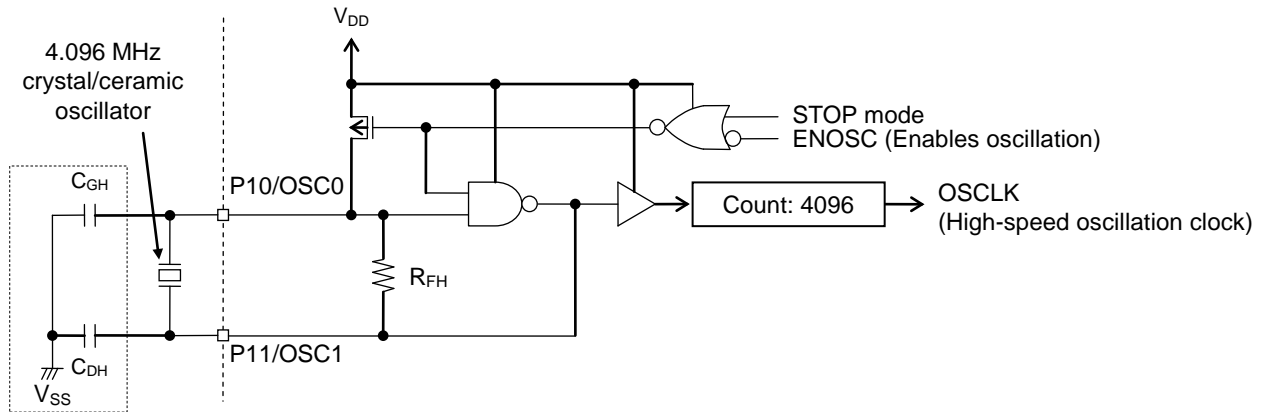 VDD
4.096 MHz
crystal/ceramic
oscillator
STOP mode
ENOSC (Enables oscillation)
CGH
P10/OSC0
Count: 4096
OSCLK
(High-speed oscillation clock)
RFH
P11/OSC1
CDH
VSS